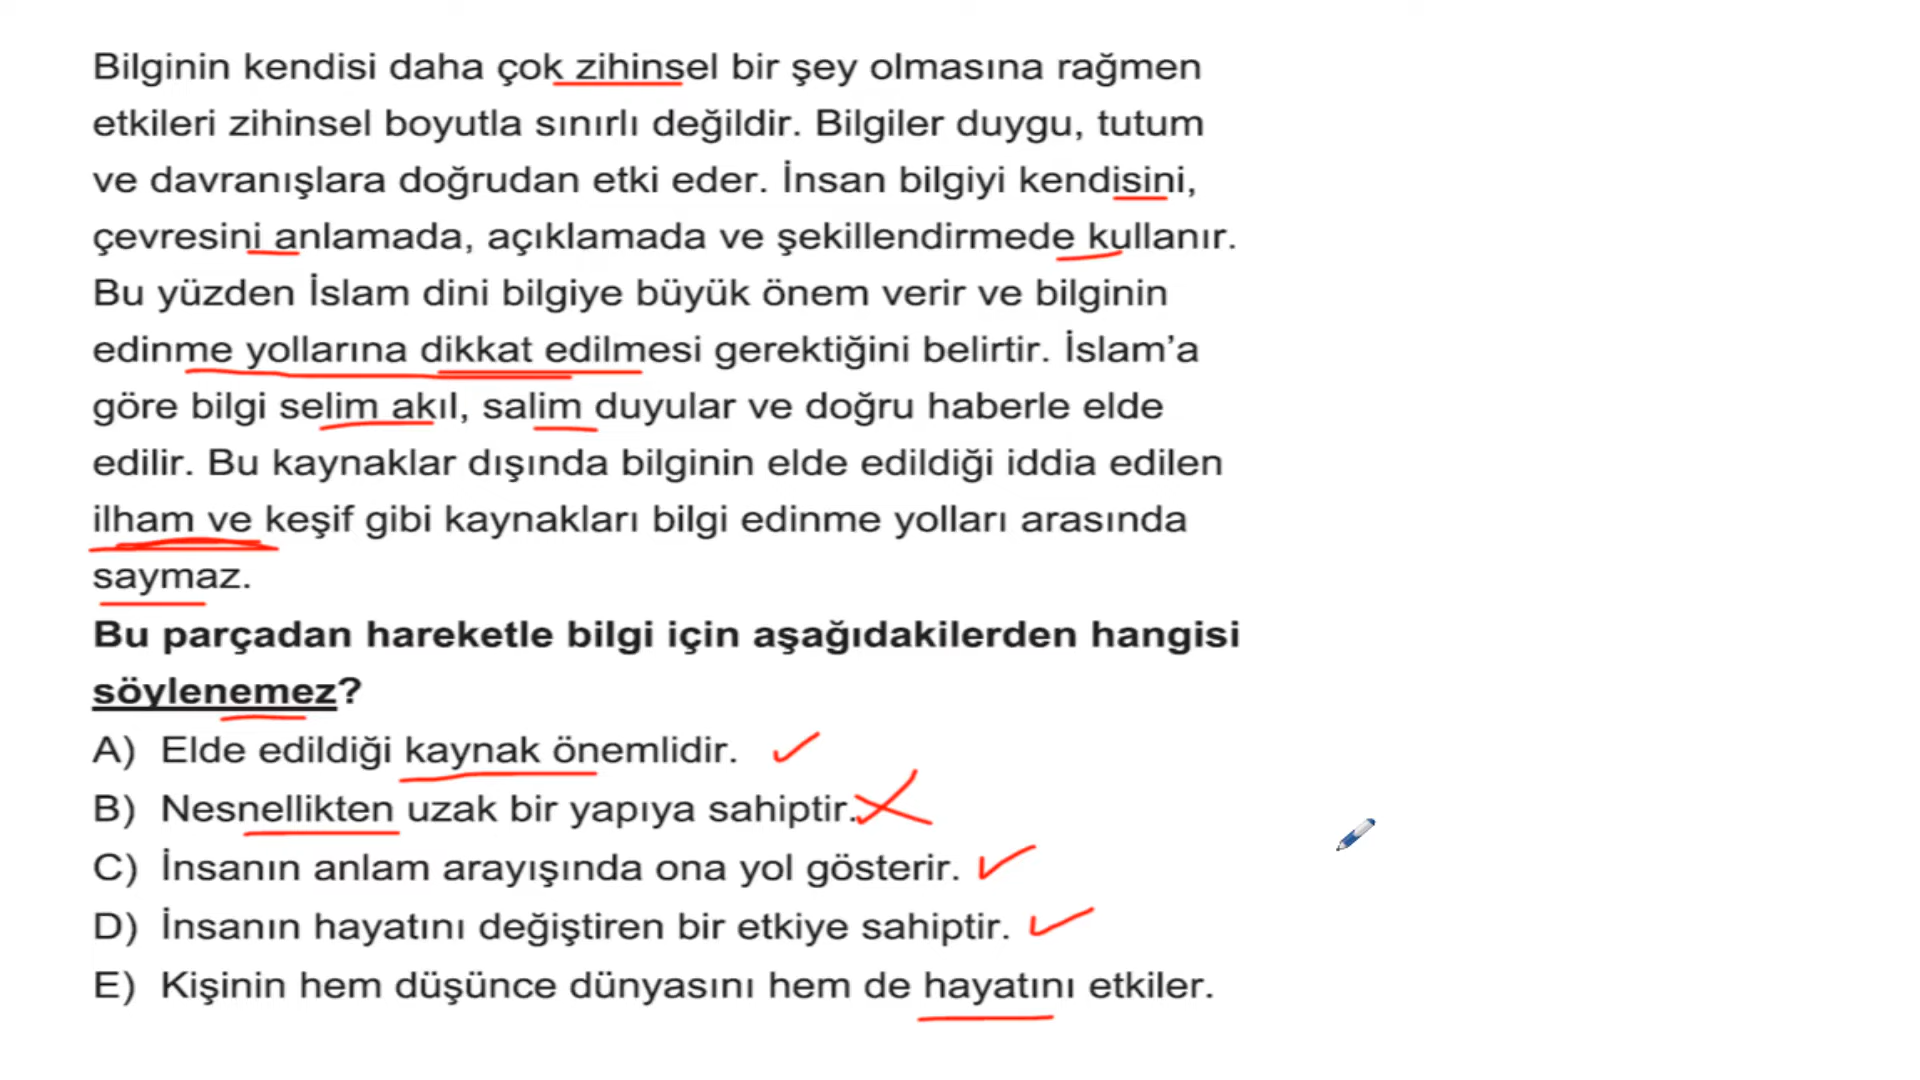 Bilginin kendisi daha çok zihinsel bir şey olmasına rağmen
etkileri zihinsel boyutla sınırlı değildir. Bilgiler duygu, tutum
ve davranışlara doğrudan etki eder. İnsan bilgiyi kendisini,
çevresini anlamada, açıklamada ve şekillendirmede kullanır.
Bu yüzden İslam dini bilgiye büyük önem verir ve bilginin
edinme yollarına dikkat edilmesi gerektiğini belirtir. İslam’a
göre bilgi selim akıl, salim duyular ve doğru haberle elde
edilir. Bu kaynaklar dışında bilginin elde edildiği iddia edilen
ilham ve keşif gibi kaynakları bilgi edinme yolları arasında
saymaz.
Bu parçadan hareketle bilgi için aşağıdakilerden hangisi
söylenemez?
A) Elde edildiği kaynak önemlidir.
B) Nesnellikten uzak bir yapıya sahiptir.
C) İnsanın anlam arayışında ona yol gösterir.
D) İnsanın hayatını değiştiren bir etkiye sahiptir.
E) Kişinin hem düşünce dünyasını hem de hayatını etkiler.